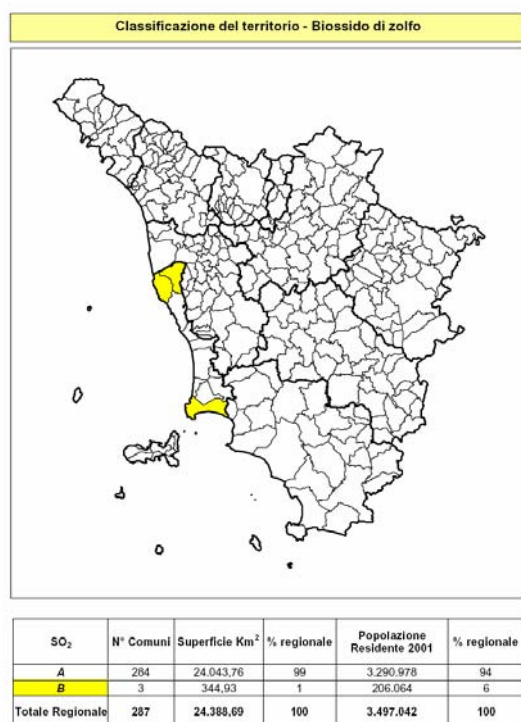 Classificazione del territorio - Biossido di zolfo
SO2 N° Comuni Superficie Km2 % regionale Popolazione Residente 2001 % regionale
A 284 24.043,76 99 3.290.978 94
B 3 344,93 1 206.064 6
Totale Regionale 287 24.388,69 100 3.497.042 100